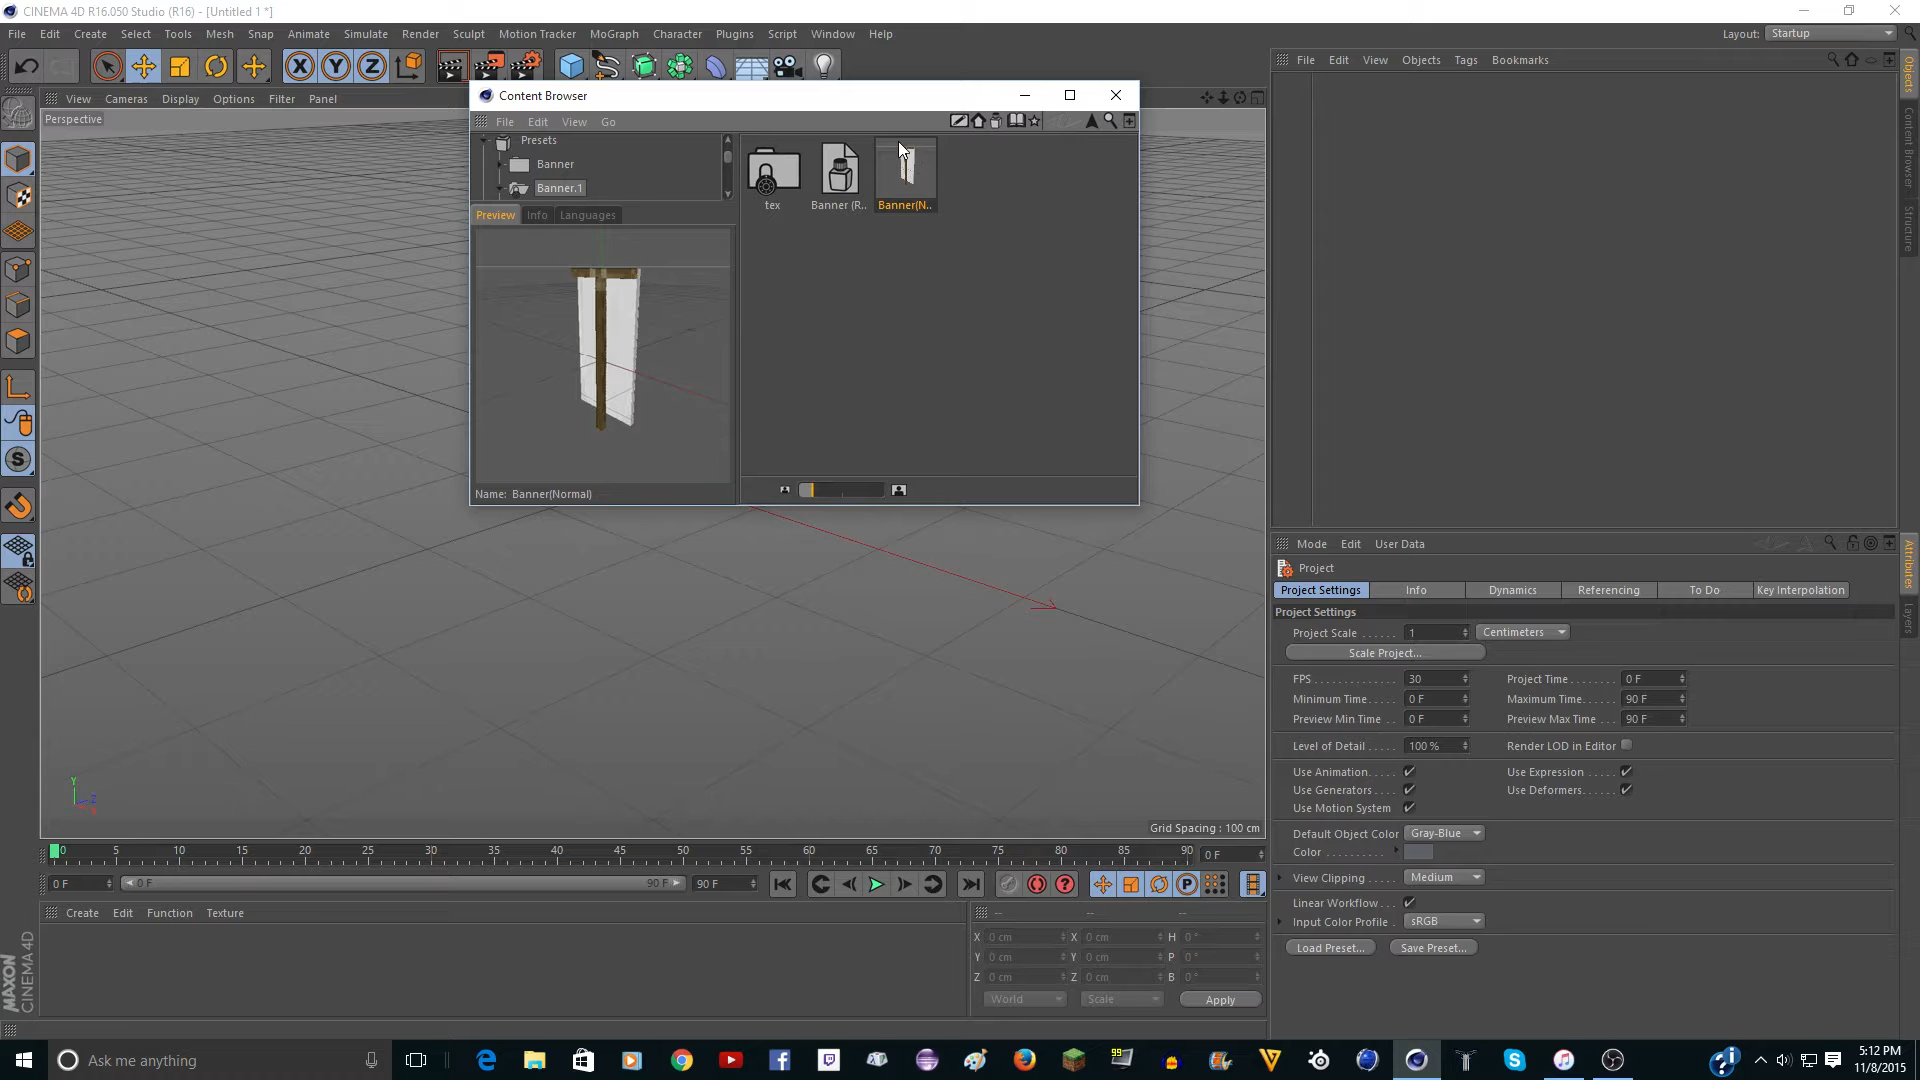 CINEMA 4D R16.050 Studio (R16) - [Untitled 1 *]
File Edit Create Select Tools Mesh Snap Animate Simulate Render Sculpt Motion Tracker MoGraph Character Plugins Script Window Help
Layout: Startup
X Y Z
File Edit View Objects Tags Bookmarks
View Cameras Display Options Filter Panel
Perspective
Content Browser
File Edit View Go
Presets
Banner
Banner.1
tex
Banner (R..
Banner(N..
Preview Info Languages
Name: Banner(Normal)
Objects
Content Browser
Structure
Mode Edit User Data
Project
Project Settings Info Dynamics Referencing To Do Key Interpolation
Project Settings
Project Scale ...... 1 Centimeters
Scale Project...
FPS ............... 30 Project Time ........ 0 F
Minimum Time..... 0 F Maximum Time..... 90 F
Preview Min Time .. 0 F Preview Max Time ... 90 F
Level of Detail ..... 100 % Render LOD in Editor
Use Animation..... Use Expression .....
Use Generators .... Use Deformers......
Use Motion System
Default Object Color Gray-Blue
Color ..........
View Clipping ...... Medium
Linear Workflow ...
Input Color Profile . sRGB
Load Preset... Save Preset...
Attributes
Layers
Y
Z
X
Grid Spacing : 100 cm
0 5 10 15 20 25 30 35 40 45 50 55 60 65 70 75 80 85 90 0 F
0 F 0 F 90 F 90 F
P
Create Edit Function Texture
-- -- --
X 0 cm X 0 cm H 0 °
Y 0 cm Y 0 cm P 0 °
Z 0 cm Z 0 cm B 0 °
World Scale Apply
MAXON
CINEMA 4D
Ask me anything
99
5:12 PM
11/8/2015